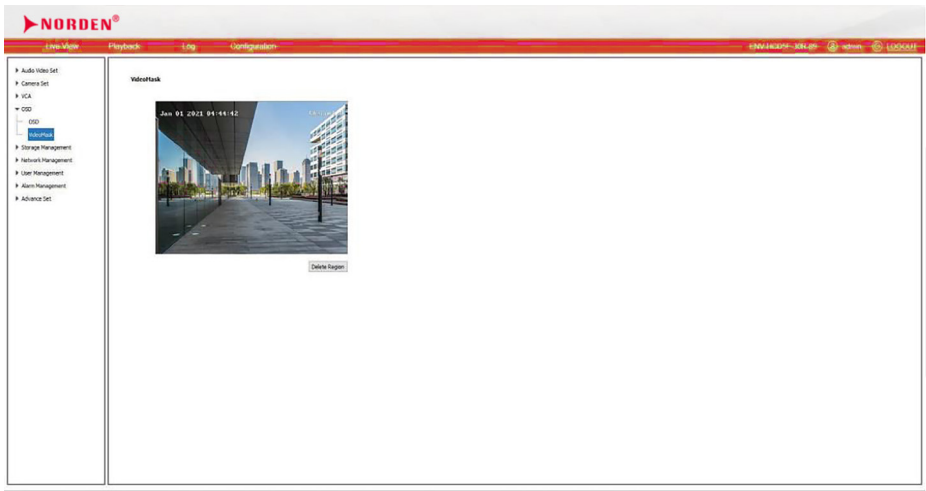 NORDEN®
Live View Playback Log Configuration admin LOGOUT
Audio Video Set
Camera Set
VCA
OSD
OSD
VideoMask
Storage Management
Network Management
User Management
Alarm Management
Advance Set
VideoMask
Jan 01 2021 04:44:42
Delete Region